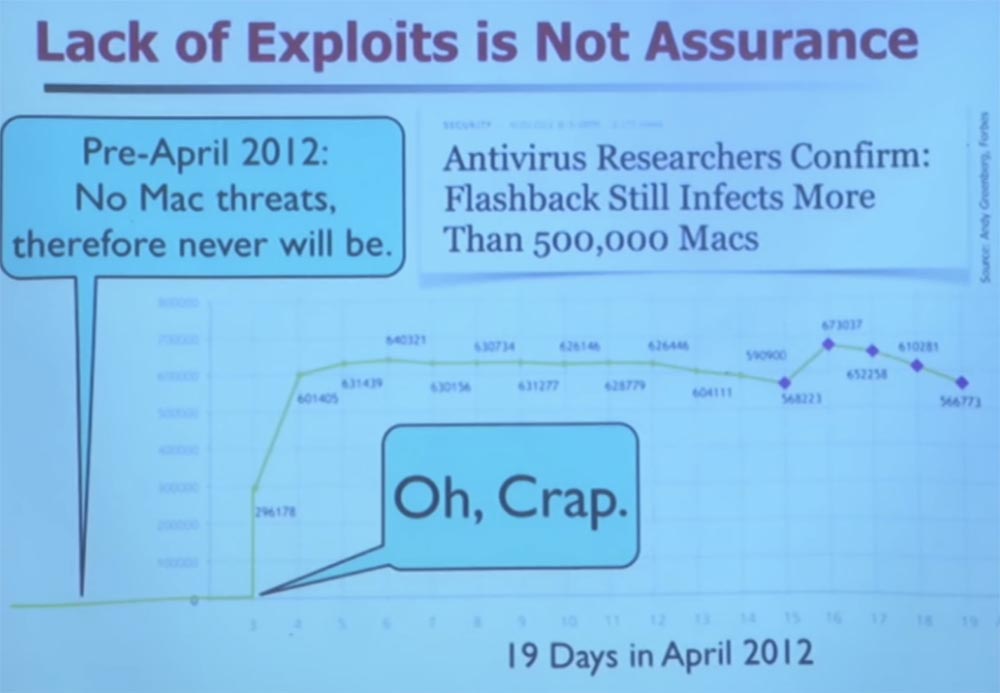 Lack of Exploits is Not Assurance
Pre-April 2012:
No Mac threats,
therefore never will be.
SECURITY
Antivirus Researchers Confirm:
Flashback Still Infects More
Than 500,000 Macs
Source: Andy Greenberg, Forbes
800000
700000
600000
500000
400000
300000
200000
100000
0
296178
601405
631439
640321
630156
630734
631277
626146
628779
626446
604111
590900
568223
673037
652258
610281
566773
Oh, Crap.
3 4 5 6 7 8 9 10 11 12 13 14 15 16 17 18 19
19 Days in April 2012